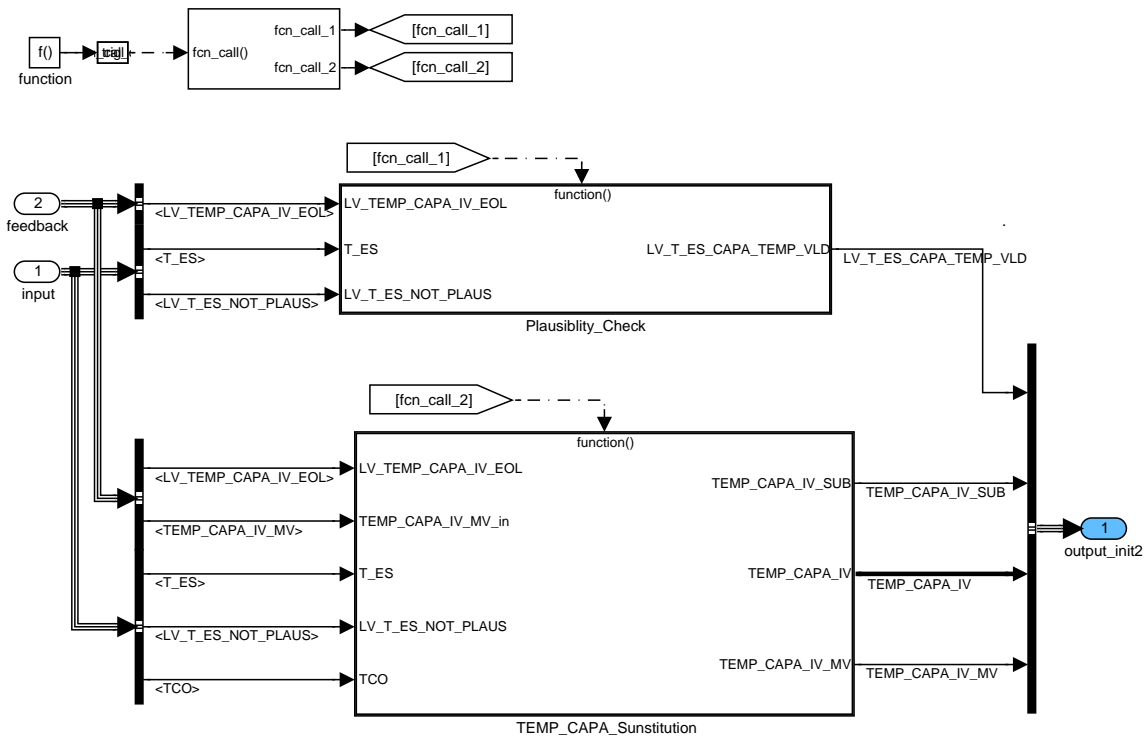 f()
function
fcn_call()
fcn_call_1
fcn_call_2
[fcn_call_1]
[fcn_call_2]
[fcn_call_1]
function()
2
feedback
1
input
<LV_TEMP_CAPA_IV_EOL>
<T_ES>
<LV_T_ES_NOT_PLAUS>
LV_TEMP_CAPA_IV_EOL
T_ES
LV_T_ES_NOT_PLAUS
LV_T_ES_CAPA_TEMP_VLD
LV_T_ES_CAPA_TEMP_VLD
Plausiblity_Check
[fcn_call_2]
function()
<LV_TEMP_CAPA_IV_EOL>
<TEMP_CAPA_IV_MV>
<T_ES>
<LV_T_ES_NOT_PLAUS>
<TCO>
LV_TEMP_CAPA_IV_EOL
TEMP_CAPA_IV_MV_in
T_ES
LV_T_ES_NOT_PLAUS
TCO
TEMP_CAPA_IV_SUB
TEMP_CAPA_IV
TEMP_CAPA_IV_MV
TEMP_CAPA_IV_SUB
TEMP_CAPA_IV
TEMP_CAPA_IV_MV
TEMP_CAPA_Sunstitution
1
output_init2